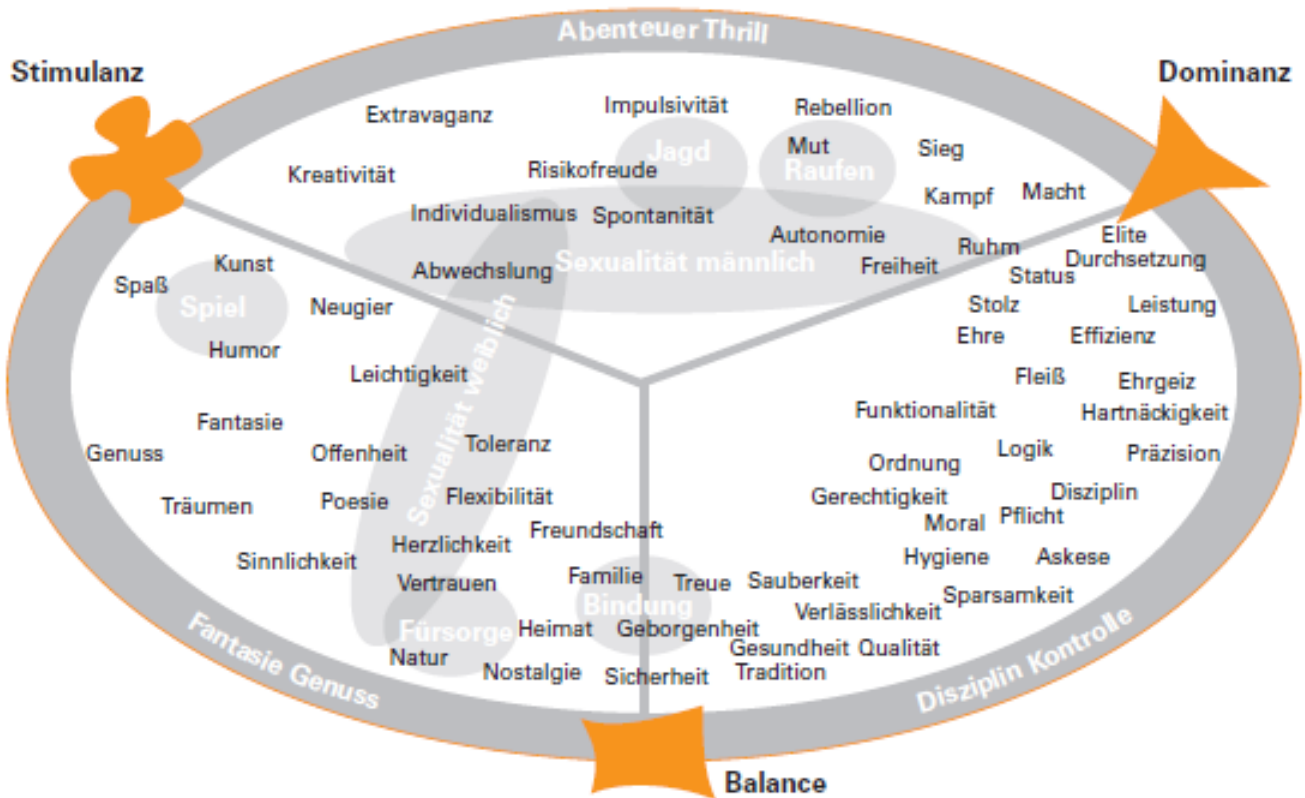 Abenteuer Thrill
Stimulanz
Dominanz
Extravaganz
Impulsivität
Rebellion
Jagd
Mut
Raufen
Sieg
Kreativität
Risikofreude
Kampf
Macht
Individualismus
Spontanität
Autonomie
Ruhm
Elite
Abwechslung
Sexualität männlich
Freiheit
Durchsetzung
Status
Kunst
Spaß
Spiel
Neugier
Humor
Stolz
Leistung
Ehre
Effizienz
Leichtigkeit
Sexualität weiblich
Fleiß
Ehrgeiz
Funktionalität
Hartnäckigkeit
Fantasie
Genuss
Offenheit
Toleranz
Ordnung
Logik
Präzision
Träumen
Poesie
Flexibilität
Gerechtigkeit
Disziplin
Moral
Pflicht
Freundschaft
Sinnlichkeit
Herzlichkeit
Hygiene
Askese
Vertrauen
Familie
Treue
Sauberkeit
Sparsamkeit
Bindung
Verlässlichkeit
Fürsorge
Heimat
Geborgenheit
Natur
Gesundheit
Qualität
Nostalgie
Sicherheit
Tradition
Fantasie Genuss
Disziplin Kontrolle
Balance